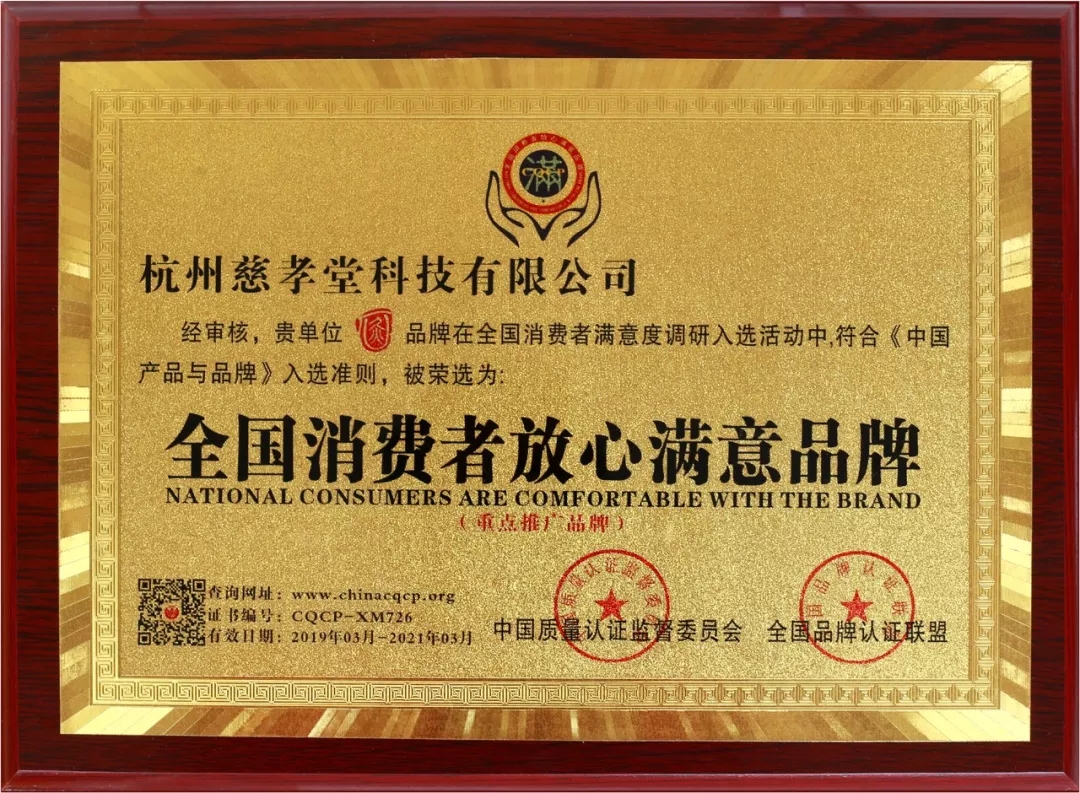 满
杭州慈孝堂科技有限公司
经审核，贵单位 品牌在全国消费者满意度调研入选活动中,符合《中国
产品与品牌》入选准则，被荣选为:
全国消费者放心满意品牌
NATIONAL CONSUMERS ARE COMFORTABLE WITH THE BRAND
（重点推广品牌）
查询网址：www.chinacqcp.org
证书编号：CQCP-XM726
有效日期：2019年03月-2021年03月
中国质量认证监督委员会 全国品牌认证联盟